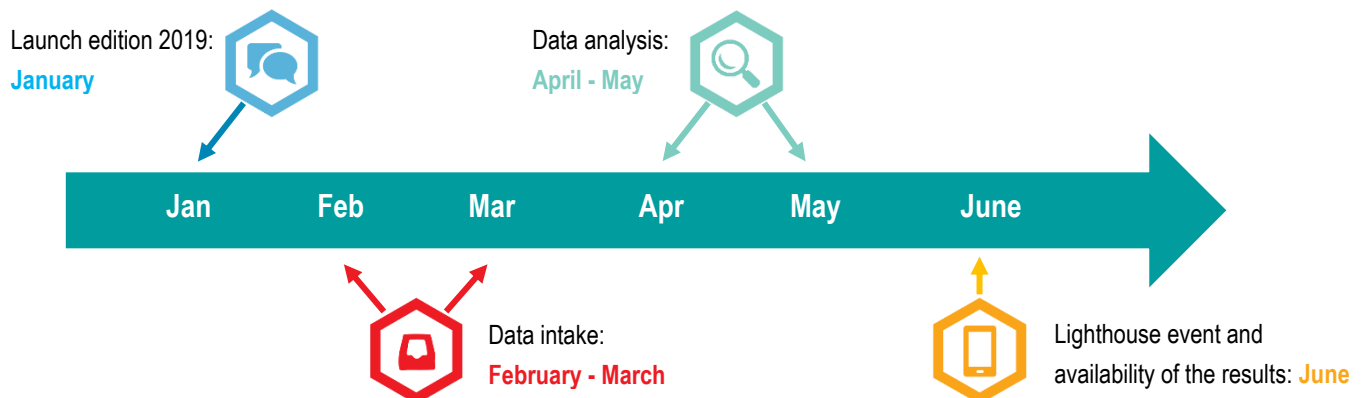 Launch edition 2019:
January
Data analysis:
April - May
Jan Feb Mar Apr May June
Data intake:
February - March
Lighthouse event and
availability of the results: June